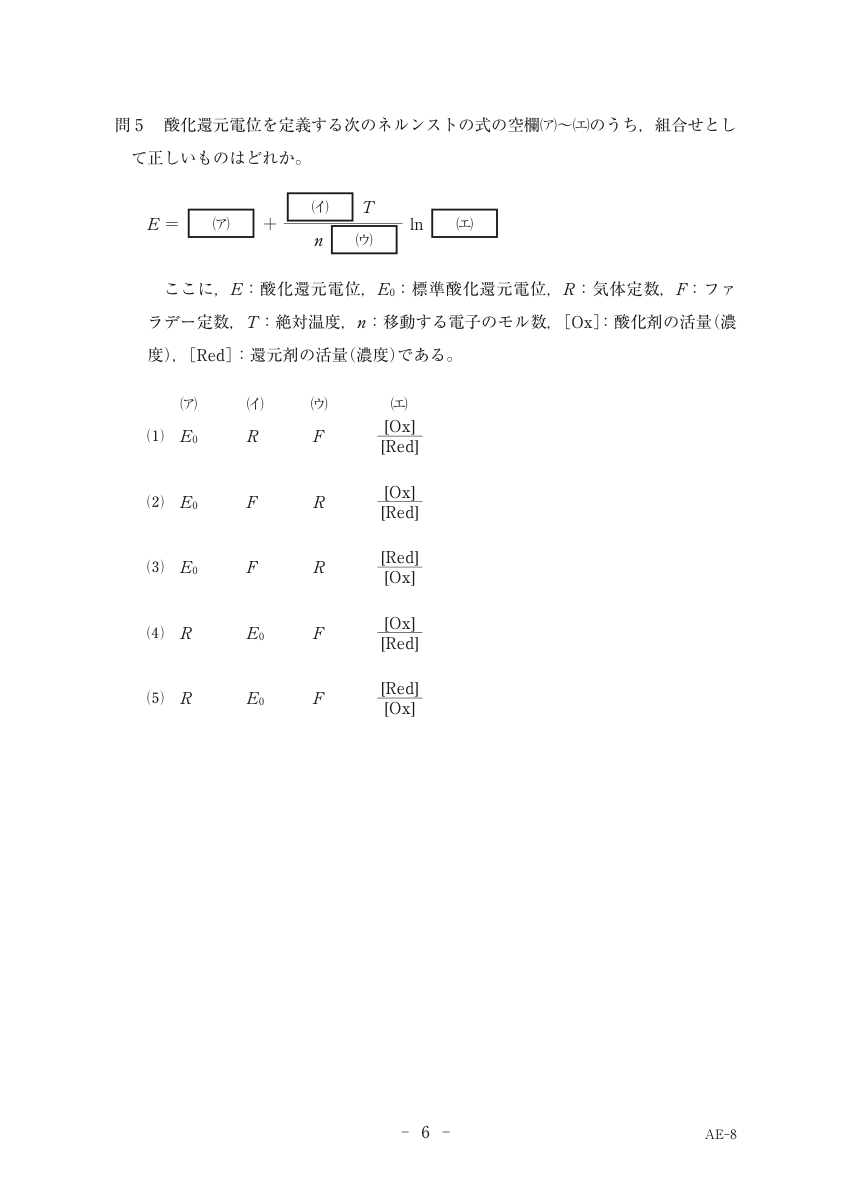 問5 酸化還元電位を定義する次のネルンストの式の空欄㋐～㋓のうち，組合せとし
て正しいものはどれか。
E = (ア) + (イ) T / n (ウ) ln (エ)
ここに，E：酸化還元電位，E₀：標準酸化還元電位，R：気体定数，F：ファ
ラデー定数，T：絶対温度，n：移動する電子のモル数，［Ox］：酸化剤の活量（濃
度），［Red］：還元剤の活量（濃度）である。
(ア) (イ) (ウ) (エ)
(1) E₀ R F [Ox]/[Red]
(2) E₀ F R [Ox]/[Red]
(3) E₀ F R [Red]/[Ox]
(4) R E₀ F [Ox]/[Red]
(5) R E₀ F [Red]/[Ox]
- 6 -
AE-8